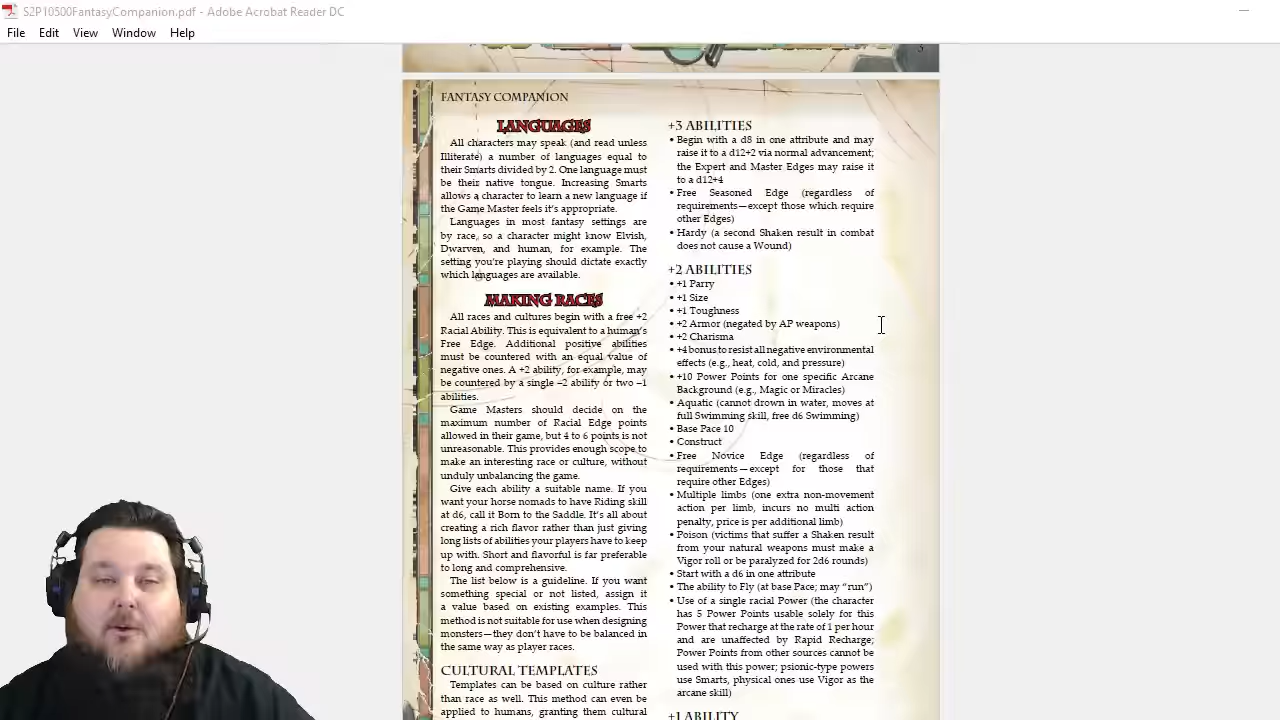 S2P10500FantasyCompanion.pdf - Adobe Acrobat Reader DC
File Edit View Window Help
5
FANTASY COMPANION
LANGUAGES
All characters may speak (and read unless
Illiterate) a number of languages equal to
their Smarts divided by 2. One language must
be their native tongue. Increasing Smarts
allows a character to learn a new language if
the Game Master feels it's appropriate.
Languages in most fantasy settings are
by race, so a character might know Elvish,
Dwarven, and human, for example. The
setting you're playing should dictate exactly
which languages are available.
MAKING RACES
All races and cultures begin with a free +2
Racial Ability. This is equivalent to a human's
Free Edge. Additional positive abilities
must be countered with an equal value of
negative ones. A +2 ability, for example, may
be countered by a single –2 ability or two –1
abilities.
Game Masters should decide on the
maximum number of Racial Edge points
allowed in their game, but 4 to 6 points is not
unreasonable. This provides enough scope to
make an interesting race or culture, without
unduly unbalancing the game.
Give each ability a suitable name. If you
want your horse nomads to have Riding skill
at d6, call it Born to the Saddle. It's all about
creating a rich flavor rather than just giving
long lists of abilities your players have to keep
up with. Short and flavorful is far preferable
to long and comprehensive.
The list below is a guideline. If you want
something special or not listed, assign it
a value based on existing examples. This
method is not suitable for use when designing
monsters—they don't have to be balanced in
the same way as player races.
CULTURAL TEMPLATES
Templates can be based on culture rather
than race as well. This method can even be
applied to humans, granting them cultural
+3 ABILITIES
• Begin with a d8 in one attribute and may
raise it to a d12+2 via normal advancement;
the Expert and Master Edges may raise it
to a d12+4
• Free Seasoned Edge (regardless of
requirements—except those which require
other Edges)
• Hardy (a second Shaken result in combat
does not cause a Wound)
+2 ABILITIES
• +1 Parry
• +1 Size
• +1 Toughness
• +2 Armor (negated by AP weapons)
• +2 Charisma
• +4 bonus to resist all negative environmental
effects (e.g., heat, cold, and pressure)
• +10 Power Points for one specific Arcane
Background (e.g., Magic or Miracles)
• Aquatic (cannot drown in water, moves at
full Swimming skill, free d6 Swimming)
• Base Pace 10
• Construct
• Free Novice Edge (regardless of
requirements—except for those that
require other Edges)
• Multiple limbs (one extra non-movement
action per limb, incurs no multi action
penalty, price is per additional limb)
• Poison (victims that suffer a Shaken result
from your natural weapons must make a
Vigor roll or be paralyzed for 2d6 rounds)
• Start with a d6 in one attribute
• The ability to Fly (at base Pace; may "run")
• Use of a single racial Power (the character
has 5 Power Points usable solely for this
Power that recharge at the rate of 1 per hour
and are unaffected by Rapid Recharge;
Power Points from other sources cannot be
used with this power; psionic-type powers
use Smarts, physical ones use Vigor as the
arcane skill)
+1 ABILITY